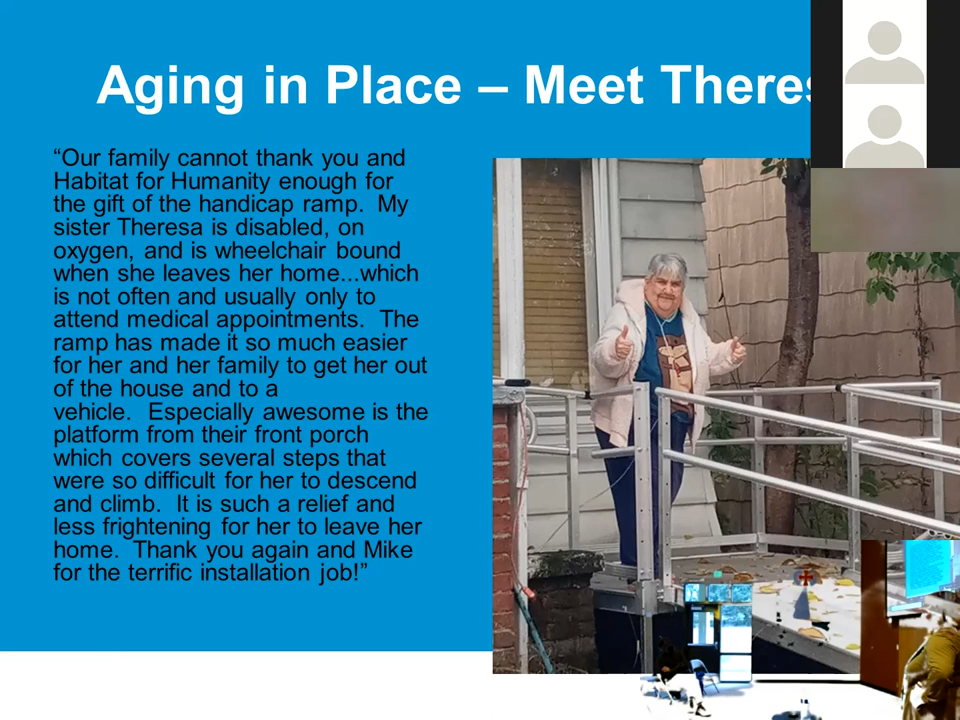 Aging in Place – Meet Theres
“Our family cannot thank you and
Habitat for Humanity enough for
the gift of the handicap ramp.  My
sister Theresa is disabled, on
oxygen, and is wheelchair bound
when she leaves her home...which
is not often and usually only to
attend medical appointments.  The
ramp has made it so much easier
for her and her family to get her out
of the house and to a
vehicle.  Especially awesome is the
platform from their front porch
which covers several steps that
were so difficult for her to descend
and climb.  It is such a relief and
less frightening for her to leave her
home.  Thank you again and Mike
for the terrific installation job!”